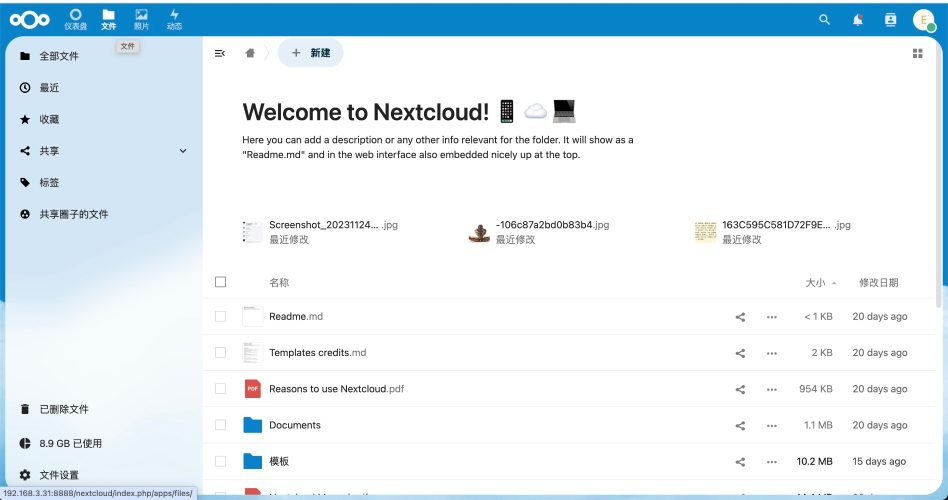 仪表盘 文件 照片 动态
E
文件
全部文件
最近
收藏
共享
标签
共享圈子的文件
已删除文件
8.9 GB 已使用
文件设置
192.168.3.31:8888/nextcloud/index.php/apps/files/
+ 新建
Welcome to Nextcloud! 📱 ☁️ 💻
Here you can add a description or any other info relevant for the folder. It will show as a
"Readme.md" and in the web interface also embedded nicely up at the top.
Screenshot_20231124... .jpg
最近修改
-106c87a2bd0b83b4.jpg
最近修改
163C595C581D72F9E... .jpg
最近修改
名称 大小 修改日期
Readme.md < 1 KB 20 days ago
Templates credits.md 2 KB 20 days ago
PDF Reasons to use Nextcloud.pdf 954 KB 20 days ago
Documents 1.1 MB 20 days ago
模板 10.2 MB 15 days ago